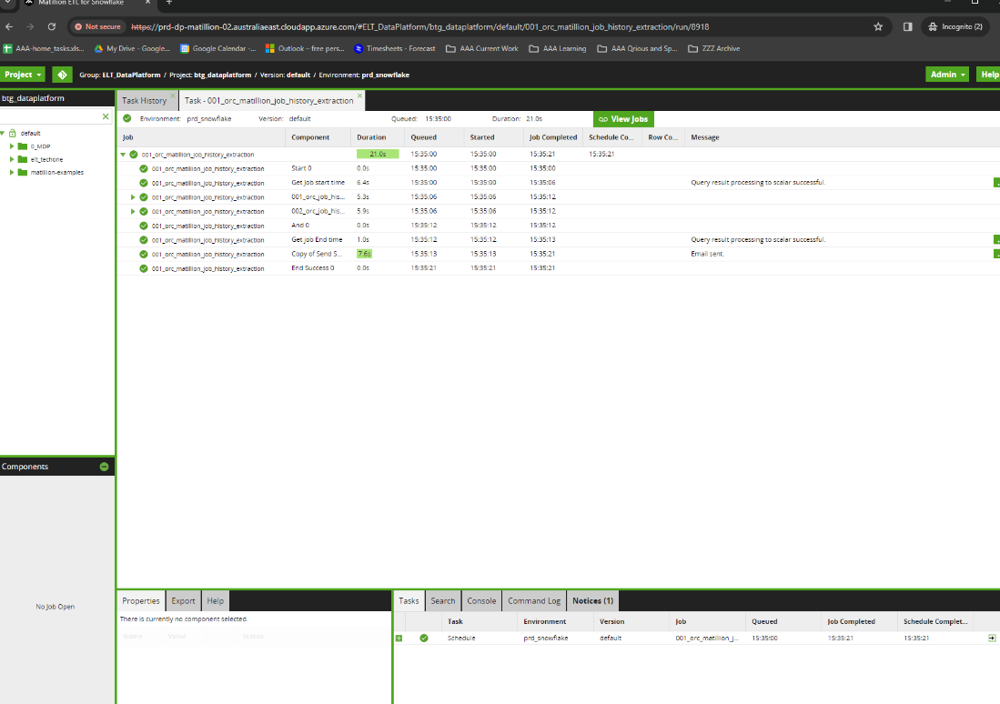 Matillion ETL for Snowflake
Not secure https://prd-dp-matillion-02.australiaeast.cloudapp.azure.com/#ELT_DataPlatform/btg_dataplatform/default/001_orc_matillion_job_history_extraction/run/8918 Incognito (2)
AAA-home_tasks.xls... My Drive - Google... Google Calendar -... Outlook – free pers... Timesheets - Forecast AAA Current Work AAA Learning AAA Qrious and Sp... ZZZ Archive
Project Group: ELT_DataPlatform / Project: btg_dataplatform / Version: default / Environment: prd_snowflake Admin Help
btg_dataplatform
default
0_MDP
elt_techone
matillion-examples
Task History Task - 001_orc_matillion_job_history_extraction
Environment: prd_snowflake Version: default Queued: 15:35:00 Duration: 21.0s View Jobs
Job Component Duration Queued Started Job Completed Schedule Co... Row Co... Message
001_orc_matillion_job_history_extraction 21.0s 15:35:00 15:35:00 15:35:21 15:35:21
001_orc_matillion_job_history_extraction Start 0 0.0s 15:35:00 15:35:00 15:35:00
001_orc_matillion_job_history_extraction Get job start time 6.4s 15:35:00 15:35:00 15:35:06 Query result processing to scalar successful.
001_orc_matillion_job_history_extraction 001_orc_job_his... 5.3s 15:35:06 15:35:06 15:35:12
001_orc_matillion_job_history_extraction 002_orc_job_his... 5.9s 15:35:06 15:35:06 15:35:12
001_orc_matillion_job_history_extraction And 0 0.0s 15:35:12 15:35:12 15:35:12
001_orc_matillion_job_history_extraction Get job End time 1.0s 15:35:12 15:35:12 15:35:13 Query result processing to scalar successful.
001_orc_matillion_job_history_extraction Copy of Send S... 7.6s 15:35:13 15:35:13 15:35:21 Email sent.
001_orc_matillion_job_history_extraction End Success 0 0.0s 15:35:21 15:35:21 15:35:21
Components
No Job Open
Properties Export Help
There is currently no component selected.
Name Value Status
Tasks Search Console Command Log Notices (1)
Task Environment Version Job Queued Job Completed Schedule Complet...
Schedule prd_snowflake default 001_orc_matillion_j... 15:35:00 15:35:21 15:35:21